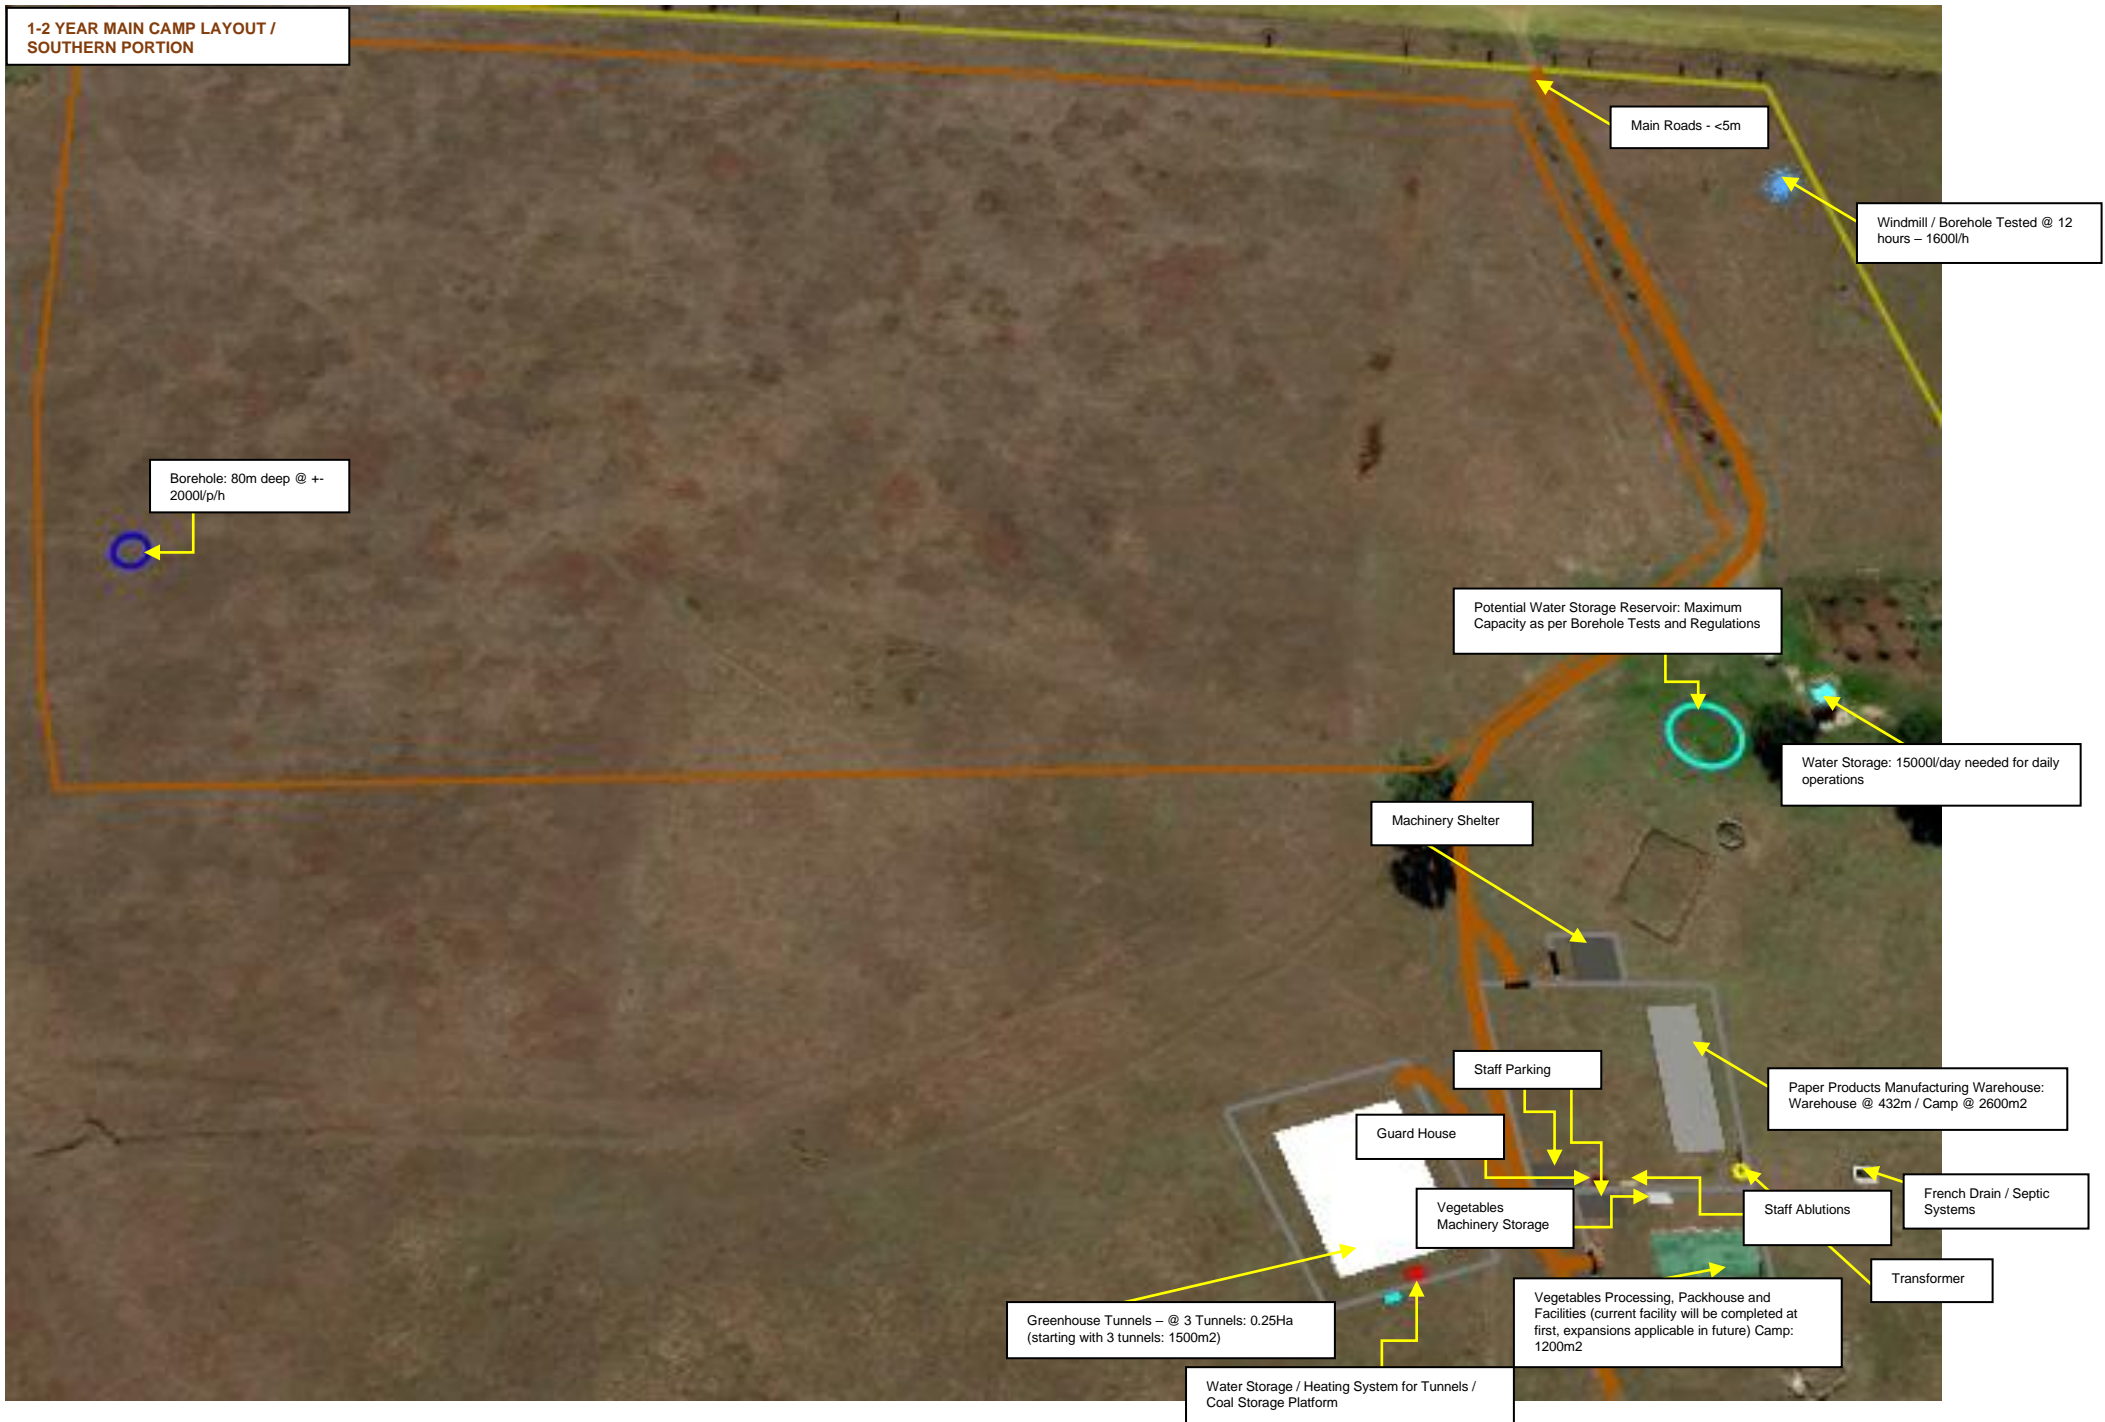 1-2 YEAR MAIN CAMP LAYOUT /
SOUTHERN PORTION
Main Roads - <5m
Windmill / Borehole Tested @ 12
hours – 1600l/h
Borehole: 80m deep @ +-
2000l/p/h
Potential Water Storage Reservoir: Maximum
Capacity as per Borehole Tests and Regulations
Water Storage: 15000l/day needed for daily
operations
Machinery Shelter
Staff Parking
Paper Products Manufacturing Warehouse:
Warehouse @ 432m / Camp @ 2600m2
Guard House
French Drain / Septic
Systems
Vegetables
Machinery Storage
Staff Ablutions
Transformer
Greenhouse Tunnels – @ 3 Tunnels: 0.25Ha
(starting with 3 tunnels: 1500m2)
Vegetables Processing, Packhouse and
Facilities (current facility will be completed at
first, expansions applicable in future) Camp:
1200m2
Water Storage / Heating System for Tunnels /
Coal Storage Platform